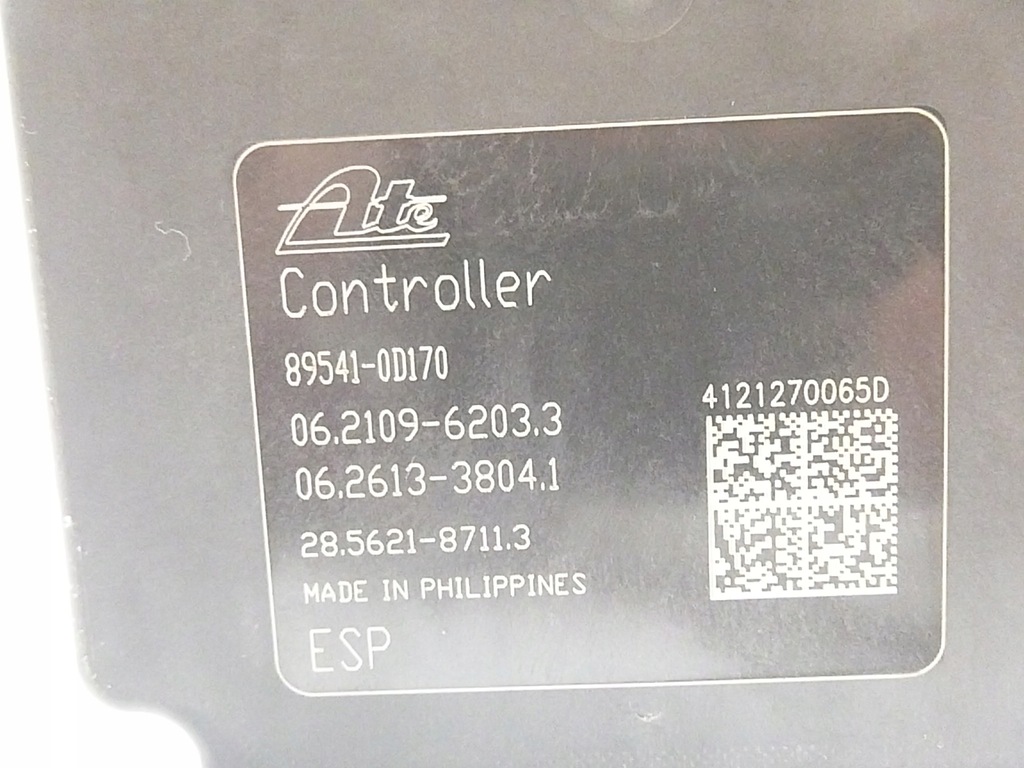 Ate
Controller
89541-0D170
06.2109-6203.3
06.2613-3804.1
28.5621-8711.3
MADE IN PHILIPPINES
ESP
4121270065D